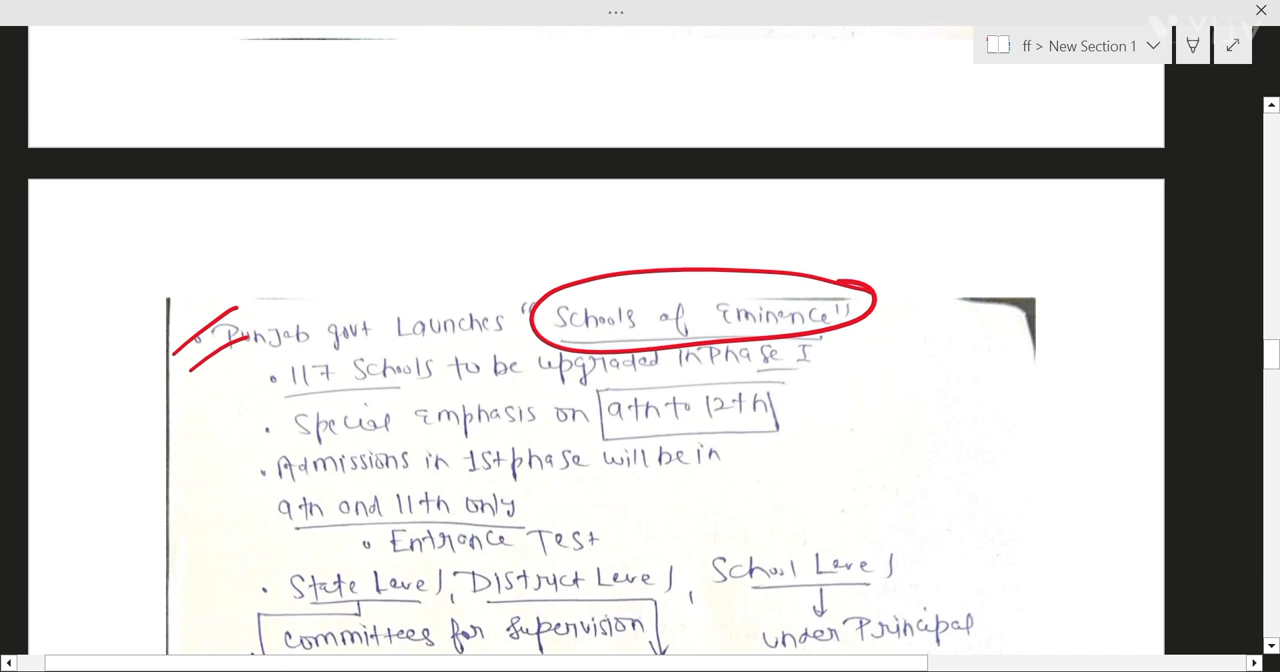 ff > New Section 1
• Punjab govt Launches "Schools of Eminence"
• 117 Schools to be upgraded in Phase I
• Special Emphasis on 9th to 12th
• Admissions in 1st phase will be in
9th and 11th only
• Entrance Test
• State Level, District Level, School Level
committees for supervision
under Principal